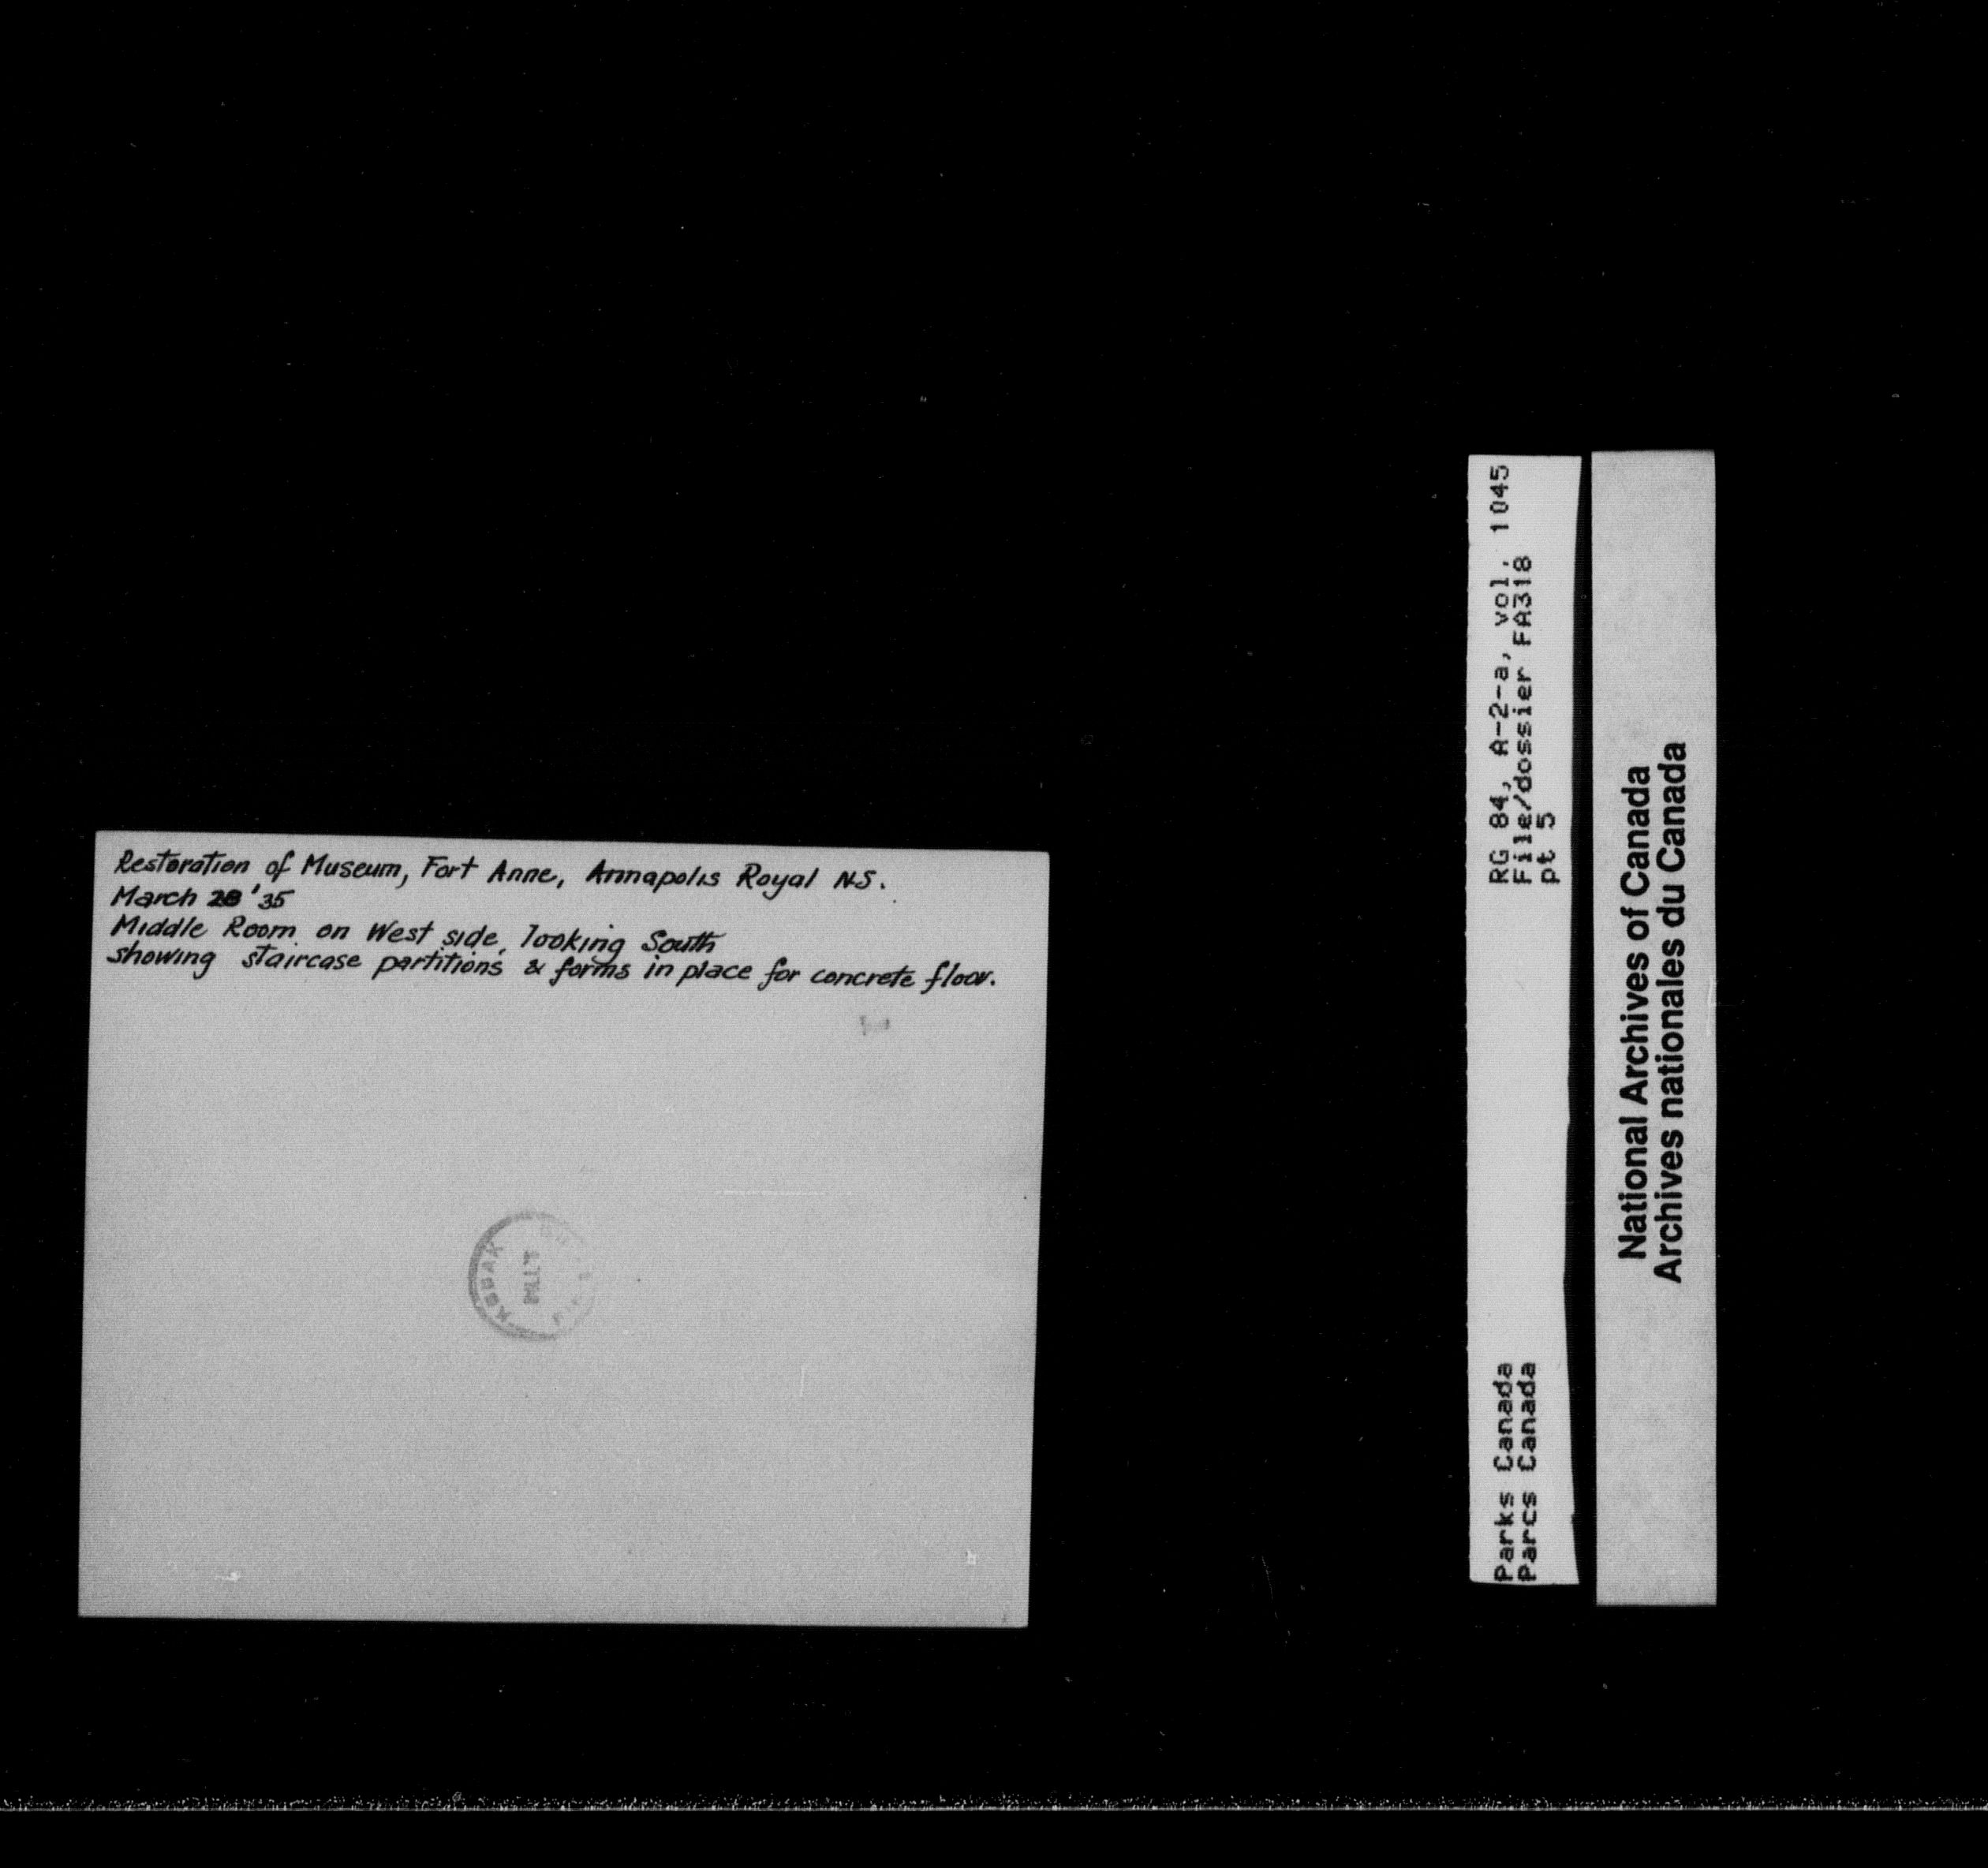 Restoration of Museum, Fort Anne, Annapolis Royal N.S.
March 28 '35
Middle Room on West side, looking South
showing staircase partitions & forms in place for concrete floor.
RG 84, A-2-a, vol. 1045
File/dossier FA318
pt 5
Parks Canada
Parcs Canada
National Archives of Canada
Archives nationales du Canada